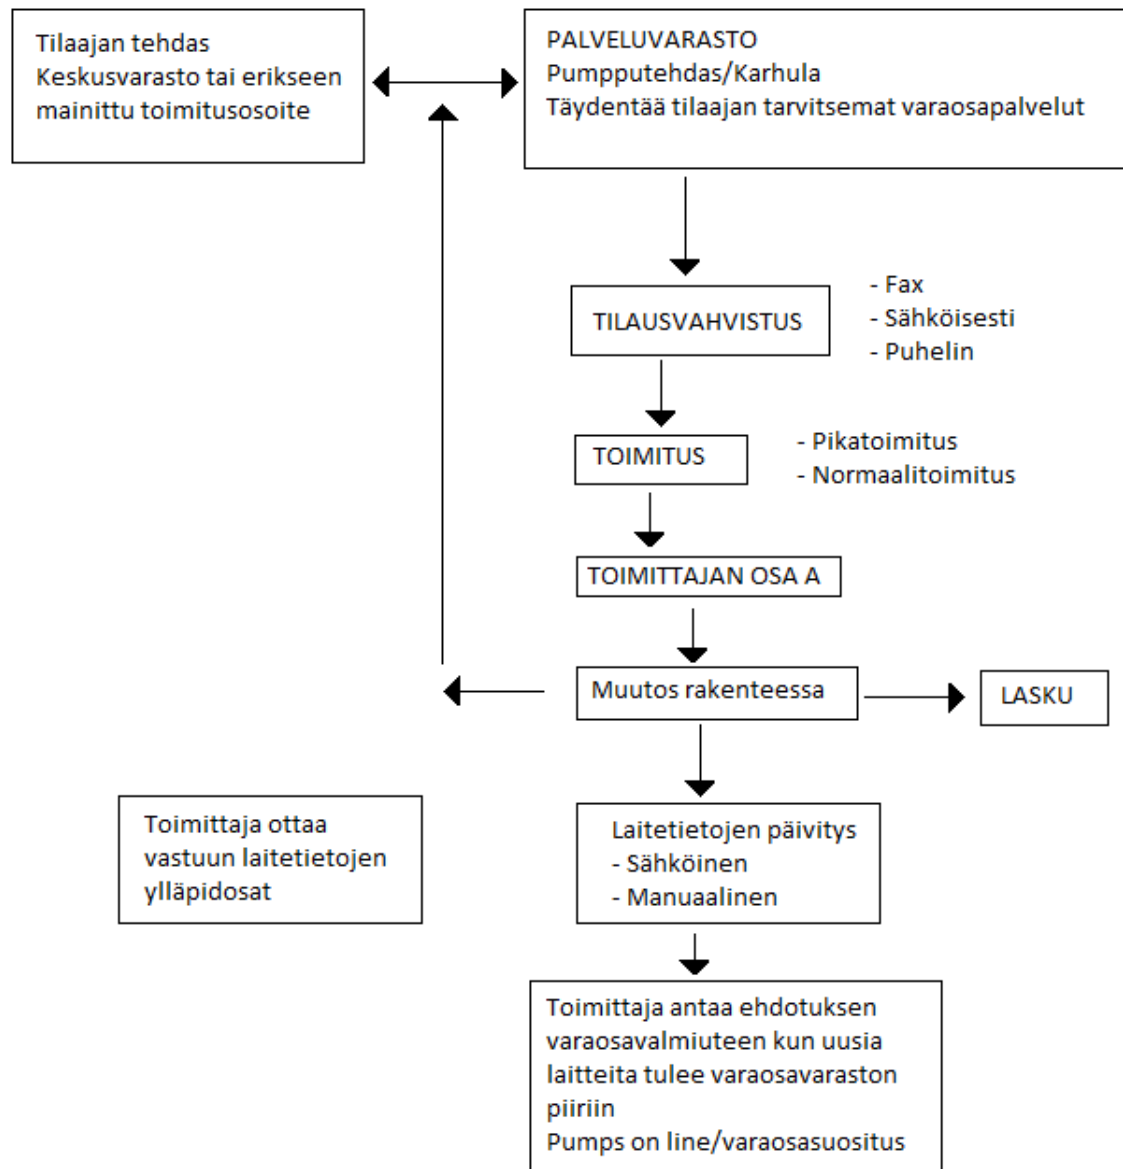 Tilaajan tehdas
Keskusvarasto tai erikseen
mainittu toimitusosoite
PALVELUVARASTO
Pumpputehdas/Karhula
Täydentää tilaajan tarvitsemat varaosapalvelut
TILAUSVAHVISTUS
- Fax
- Sähköisesti
- Puhelin
TOIMITUS
- Pikatoimitus
- Normaalitoimitus
TOIMITTAJAN OSA A
Muutos rakenteessa
LASKU
Toimittaja ottaa
vastuun laitetietojen
ylläpidosat
Laitetietojen päivitys
- Sähköinen
- Manuaalinen
Toimittaja antaa ehdotuksen
varaosavalmiuteen kun uusia
laitteita tulee varaosavaraston
piiriin
Pumps on line/varaosasuositus